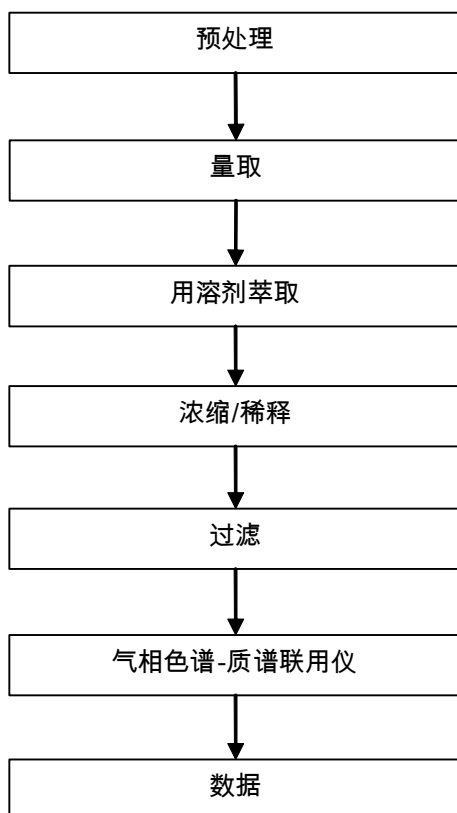 预处理
量取
用溶剂萃取
浓缩/稀释
过滤
气相色谱-质谱联用仪
数据